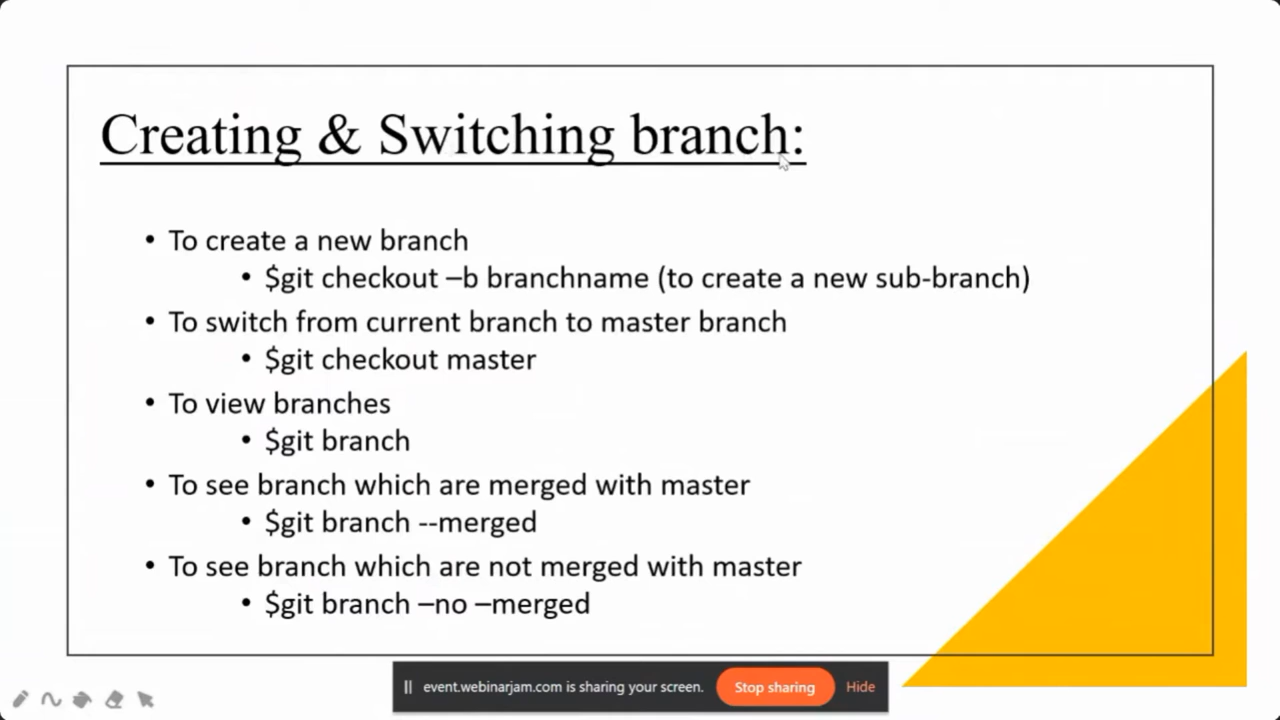 Creating & Switching branch:
• To create a new branch
• $git checkout –b branchname (to create a new sub-branch)
• To switch from current branch to master branch
• $git checkout master
• To view branches
• $git branch
• To see branch which are merged with master
• $git branch --merged
• To see branch which are not merged with master
• $git branch –no –merged
event.webinarjam.com is sharing your screen.
Stop sharing
Hide